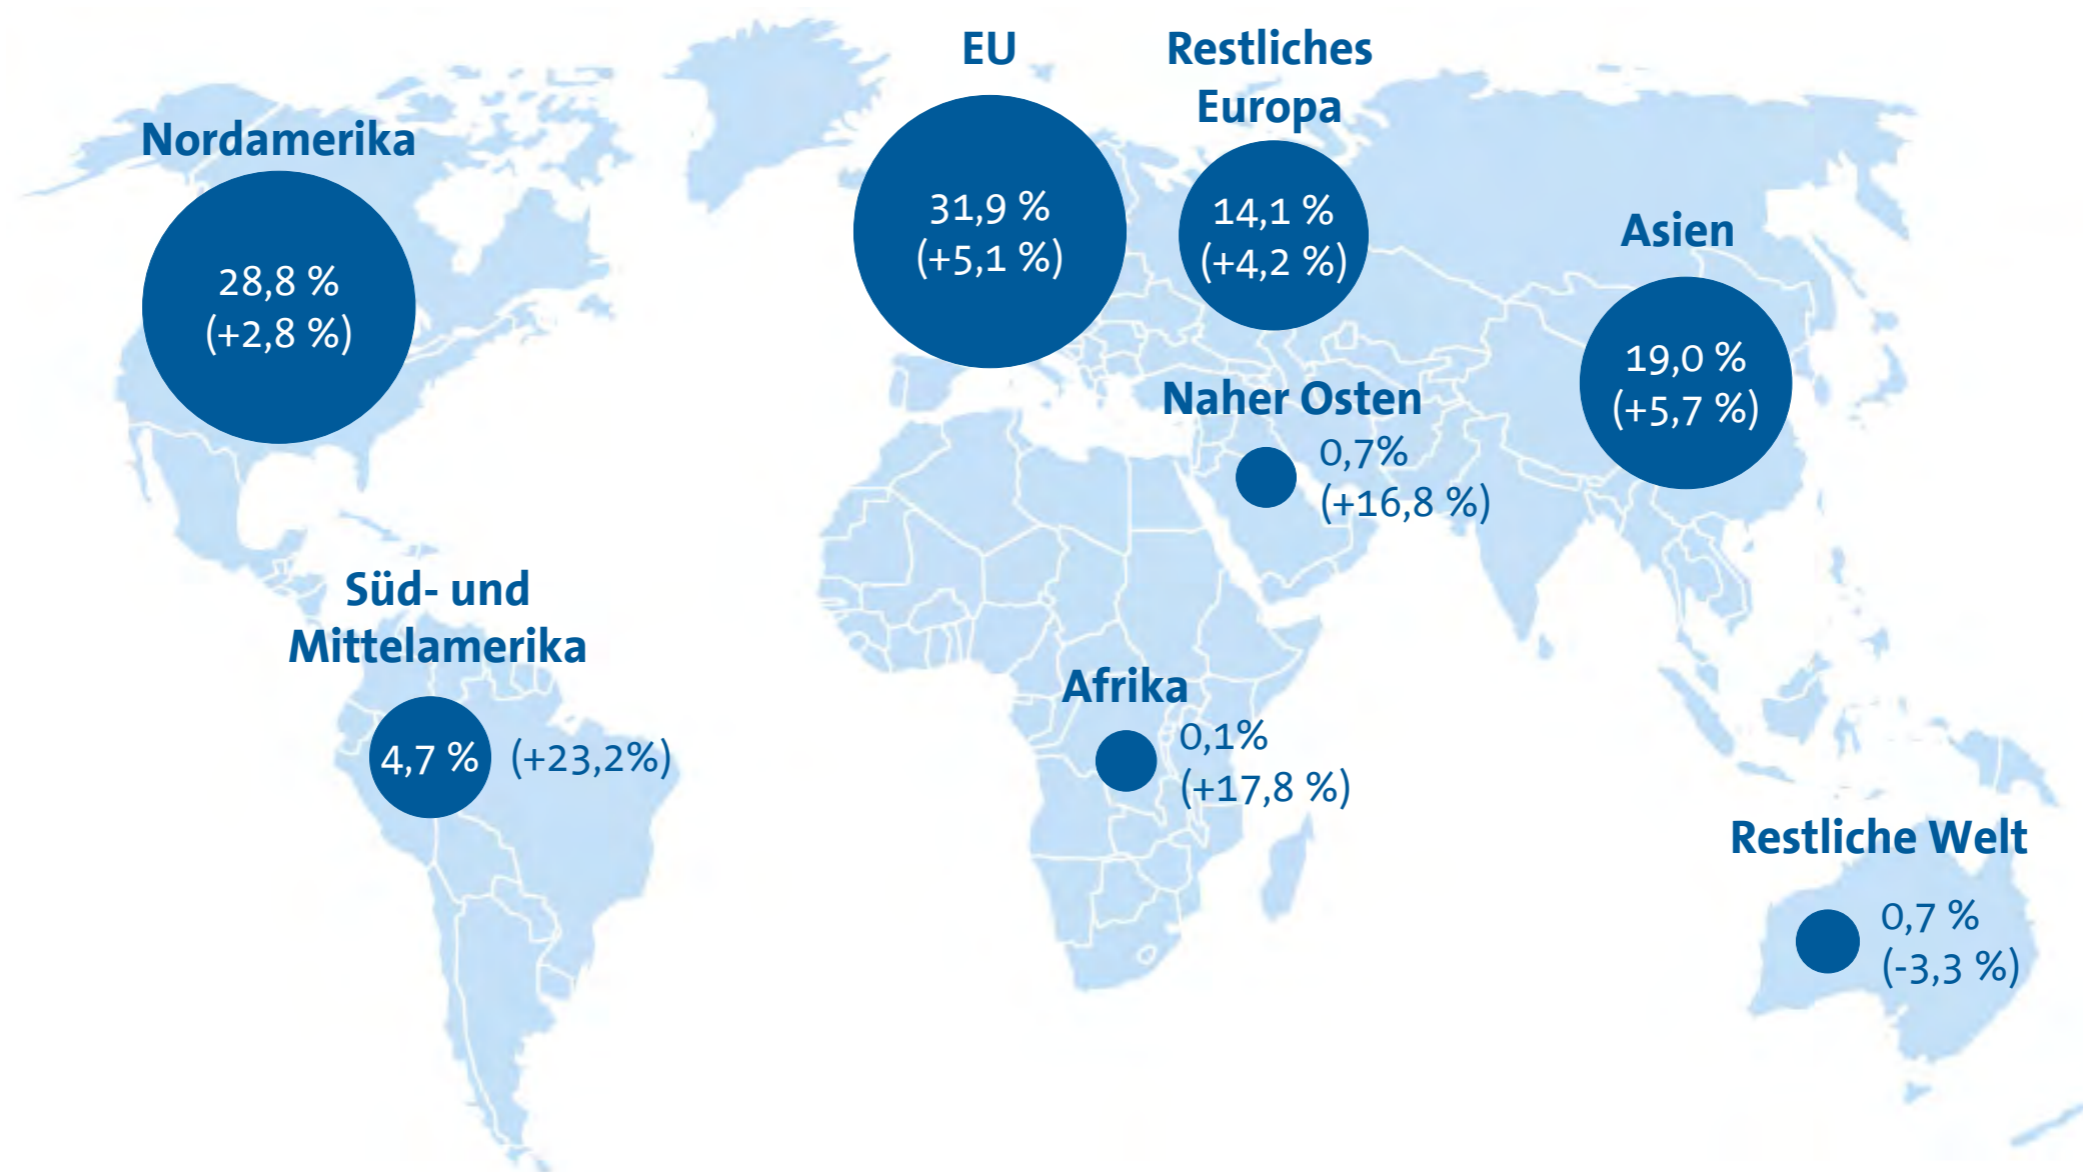 Nordamerika
28,8 %
(+2,8 %)
EU
31,9 %
(+5,1 %)
Restliches
Europa
14,1 %
(+4,2 %)
Asien
19,0 %
(+5,7 %)
Naher Osten
0,7%
(+16,8 %)
Süd- und
Mittelamerika
4,7 % (+23,2%)
Afrika
0,1%
(+17,8 %)
Restliche Welt
0,7 %
(-3,3 %)